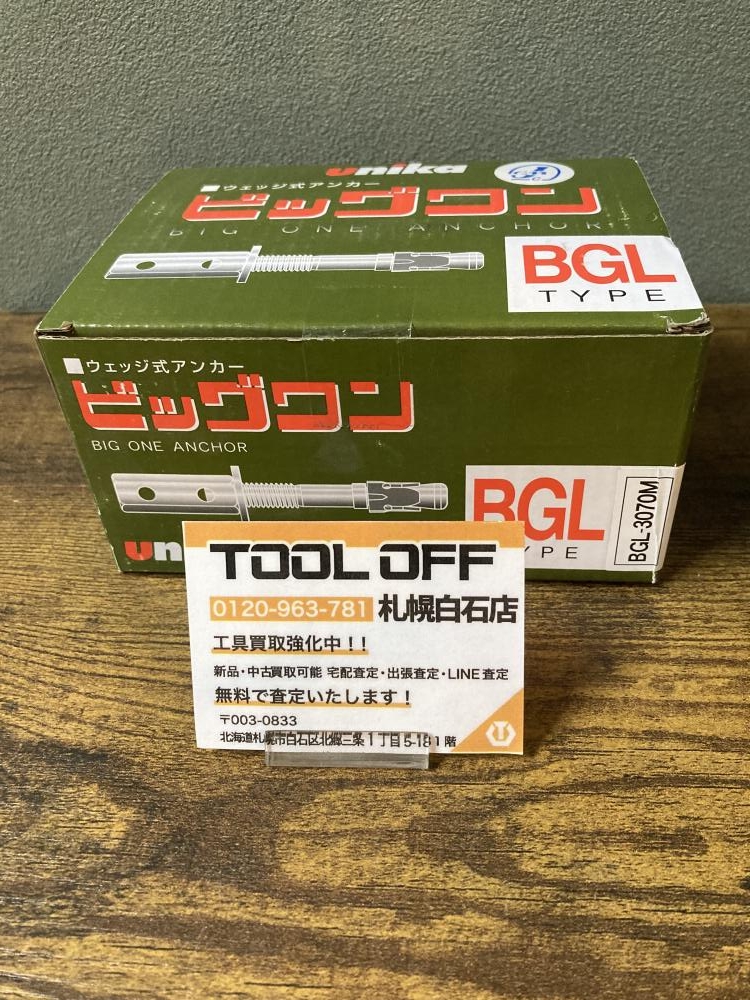 unika
■ウェッジ式アンカー
ビッグワン
BIG ONE ANCHOR
BGL
TYPE
■ウェッジ式アンカー
ビッグワン
BIG ONE ANCHOR
BGL
YPE
BGL-3070M
un
TOOL OFF
0120-963-781 札幌白石店
工具買取強化中！！
新品・中古買取可能 宅配査定・出張査定・LINE査定
無料で査定いたします！
〒003-0833
北海道札幌市白石区北郷三条1丁目5-18 1階